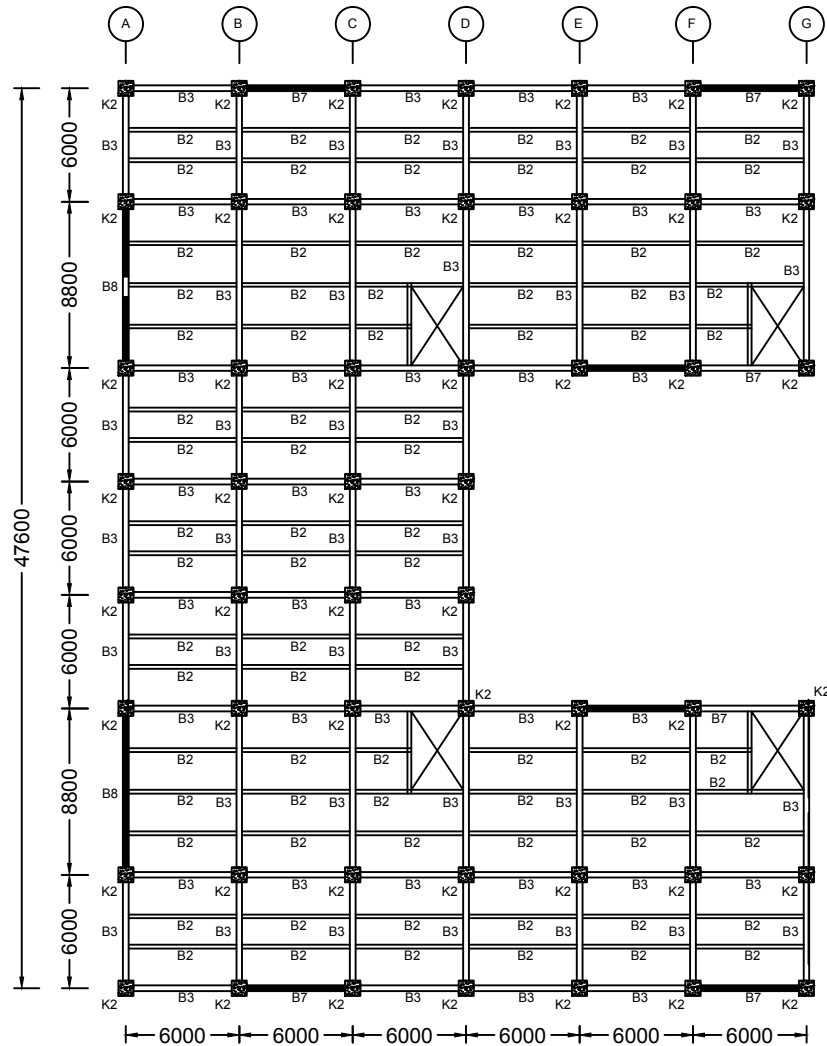 A B C D E F G
B3 B7 B3 B3 B3 B7
K2 K2 K2 K2 K2 K2 K2
B2 B2 B2 B2 B2 B2
6000 B3 B3 B3 B3 B3 B3 B3
B2 B2 B2 B2 B2 B2
B3 B3 B3 B3 B3 B3
K2 K2 K2 K2 K2 K2 K2
B2 B2 B2 B2 B2 B2
B3 B3
8800 B8 B2 B3 B2 B3 B2 B2 B3 B2 B3 B2
B2 B2 B2 B2 B2 B2
B3 B3 B3 B3 B3 B7
K2 K2 K2 K2 K2 K2 K2
6000 B3 B2 B3 B2 B3 B2 B3
B2 B2 B2
B3 B3 B3
K2 K2 K2 K2
47600 6000 B3 B2 B3 B2 B3 B2 B3
B2 B2 B2
B3 B3 B3
K2 K2 K2 K2
6000 B3 B2 B3 B2 B3 B2 B3
B2 B2 B2
K2 K2
B3 B3 B3 B3 B3 B7
K2 K2 K2 K2 K2
B2 B2 B2 B2 B2 B2
B2
8800 B8 B2 B3 B2 B3 B2 B3 B2 B3 B2 B3 B3
B2 B2 B2 B2 B2 B2
B3 B3 B3 B3 B3 B3
K2 K2 K2 K2 K2 K2 K2
6000 B3 B2 B3 B2 B3 B2 B3 B2 B3 B2 B3 B2 B3
B2 B2 B2 B2 B2 B2
B3 B7 B3 B3 B3 B7
K2 K2 K2 K2 K2 K2 K2
6000 6000 6000 6000 6000 6000